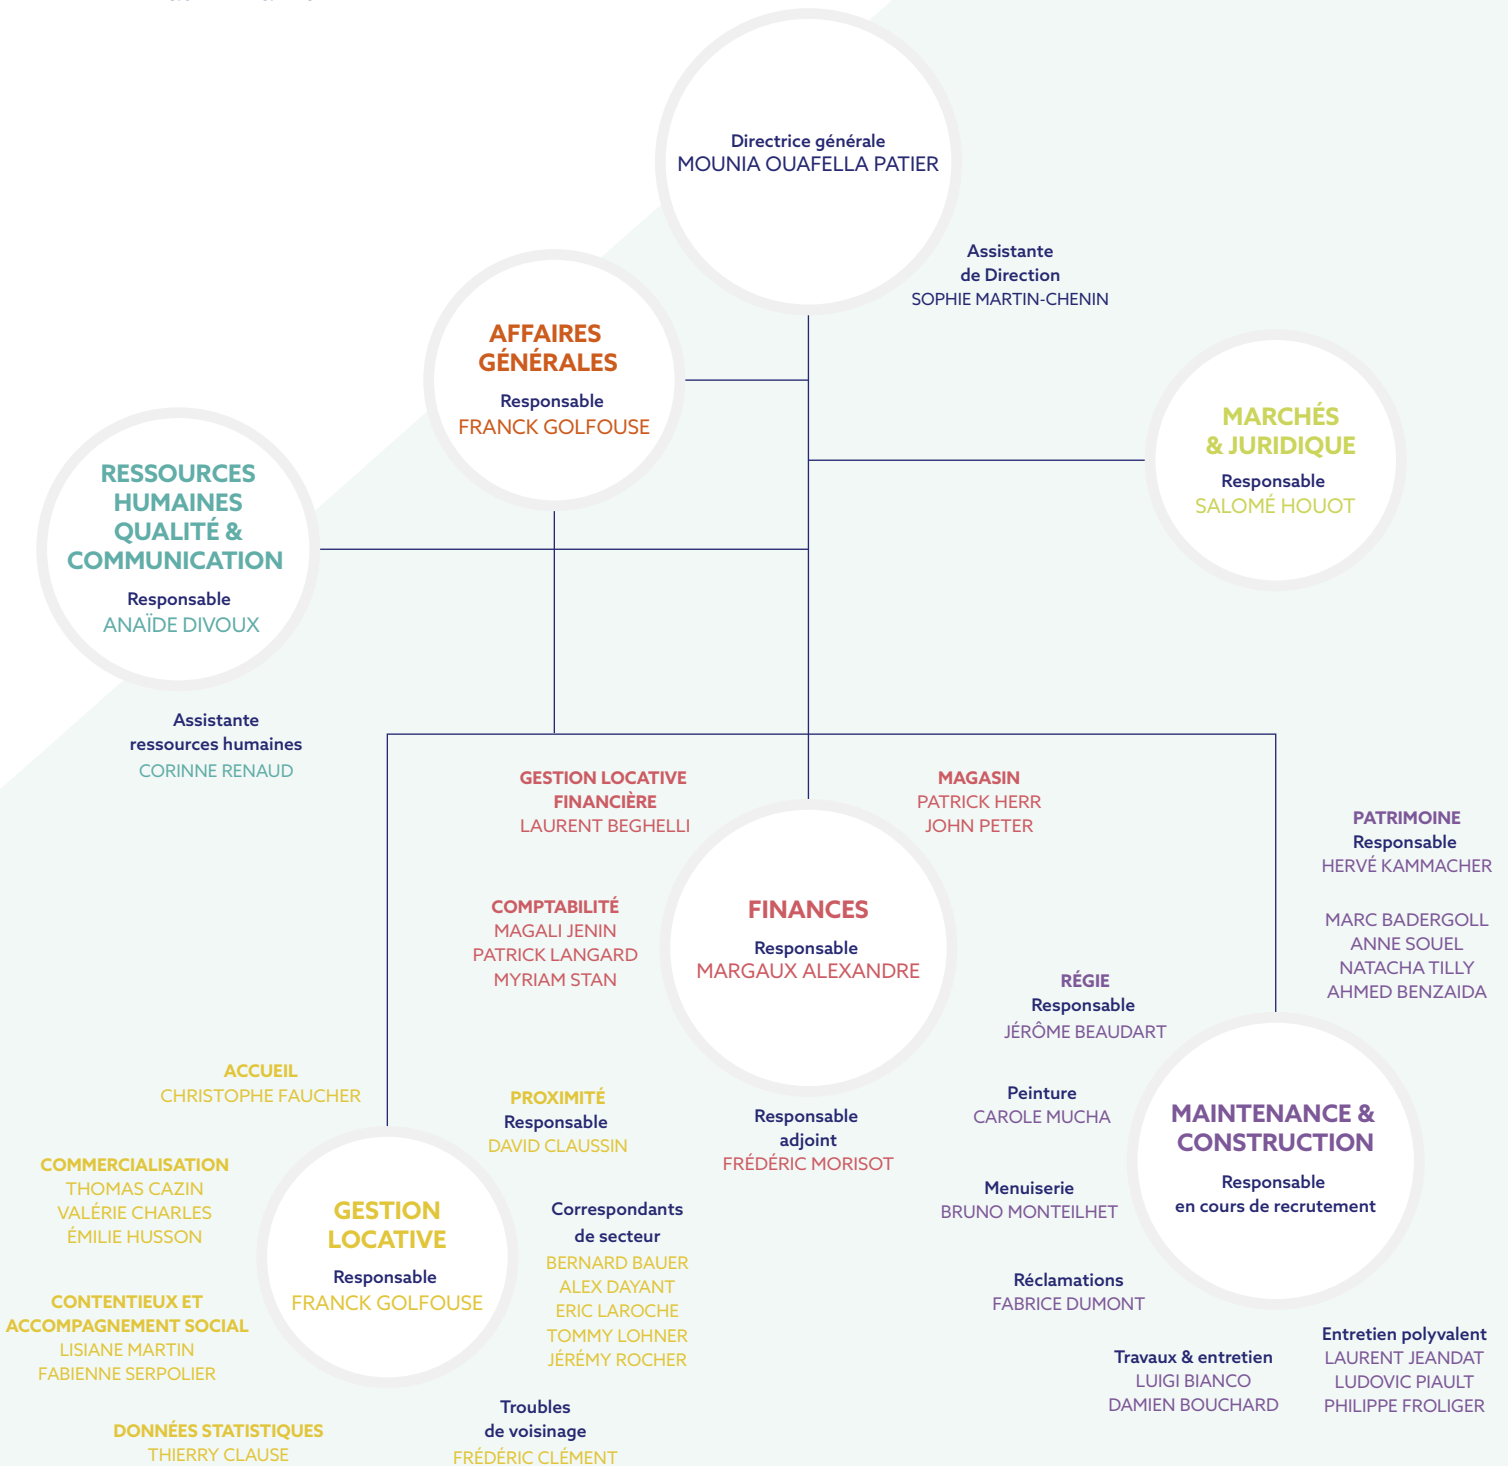 Directrice générale
MOUNIA OUAFELLA PATIER
Assistante
de Direction
SOPHIE MARTIN-CHENIN
AFFAIRES
GÉNÉRALES
Responsable
FRANCK GOLFOUSE
MARCHÉS
& JURIDIQUE
Responsable
SALOMÉ HOUOT
RESSOURCES
HUMAINES
QUALITÉ &
COMMUNICATION
Responsable
ANAÏDE DIVOUX
Assistante
ressources humaines
CORINNE RENAUD
GESTION LOCATIVE
FINANCIÈRE
LAURENT BEGHELLI
MAGASIN
PATRICK HERR
JOHN PETER
COMPTABILITÉ
MAGALI JENIN
PATRICK LANGARD
MYRIAM STAN
FINANCES
Responsable
MARGAUX ALEXANDRE
Responsable
adjoint
FRÉDÉRIC MORISOT
PATRIMOINE
Responsable
HERVÉ KAMMACHER
MARC BADERGOLL
ANNE SOUEL
NATACHA TILLY
AHMED BENZAIDA
RÉGIE
Responsable
JÉRÔME BEAUDART
Peinture
CAROLE MUCHA
Menuiserie
BRUNO MONTEILHET
Réclamations
FABRICE DUMONT
MAINTENANCE &
CONSTRUCTION
Responsable
en cours de recrutement
Travaux & entretien
LUIGI BIANCO
DAMIEN BOUCHARD
Entretien polyvalent
LAURENT JEANDAT
LUDOVIC PIAULT
PHILIPPE FROLIGER
ACCUEIL
CHRISTOPHE FAUCHER
COMMERCIALISATION
THOMAS CAZIN
VALÉRIE CHARLES
ÉMILIE HUSSON
CONTENTIEUX ET
ACCOMPAGNEMENT SOCIAL
LISIANE MARTIN
FABIENNE SERPOLIER
DONNÉES STATISTIQUES
THIERRY CLAUSE
GESTION
LOCATIVE
Responsable
FRANCK GOLFOUSE
PROXIMITÉ
Responsable
DAVID CLAUSSIN
Correspondants
de secteur
BERNARD BAUER
ALEX DAYANT
ERIC LAROCHE
TOMMY LOHNER
JÉRÉMY ROCHER
Troubles
de voisinage
FRÉDÉRIC CLÉMENT